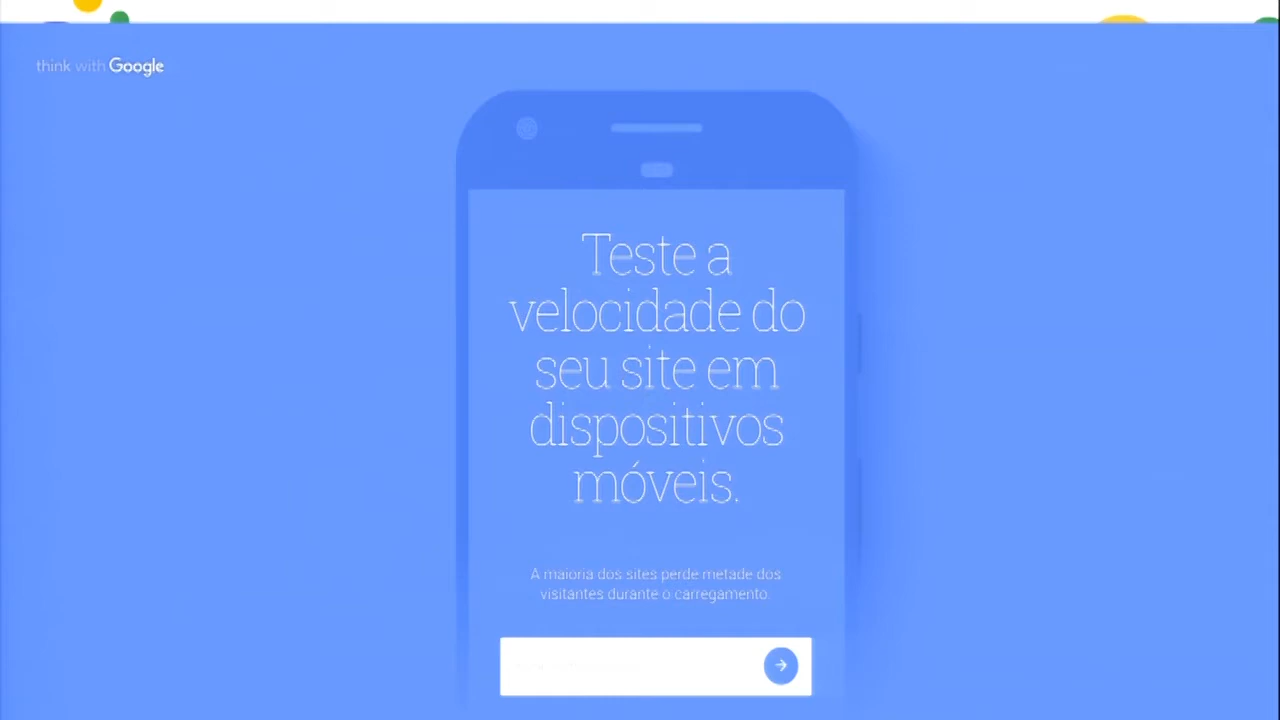 think with Google
Teste a
velocidade do
seu site em
dispositivos
móveis.
A maioria dos sites perde metade dos
visitantes durante o carregamento.